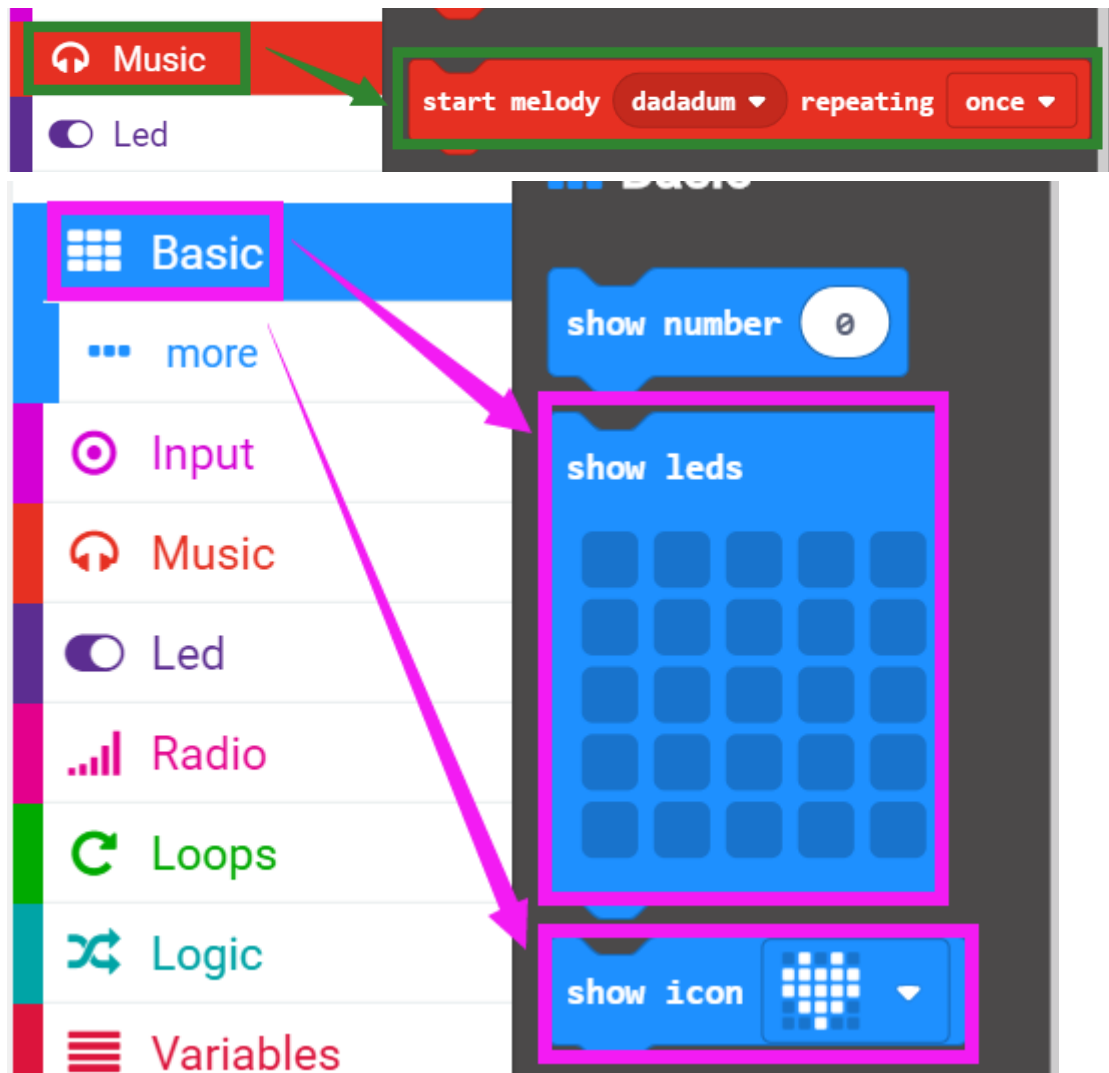 Music
start melody dadadum repeating once
Led
Basic
Basic
show number 0
more
Input
show leds
Music
Led
Radio
Loops
Logic
show icon
Variables